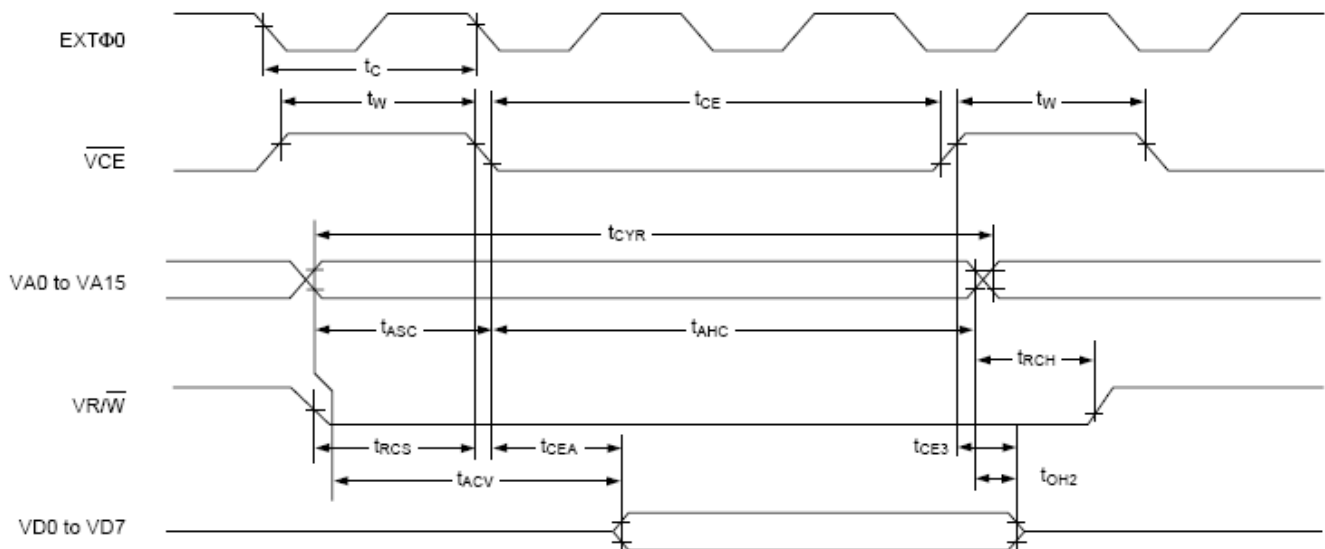 EXTΦ0
tC
tW
tCE
tW
VCE
tCYR
VA0 to VA15
tASC
tAHC
tRCH
VR/W
tRCS
tCEA
tCE3
tACV
tOH2
VD0 to VD7